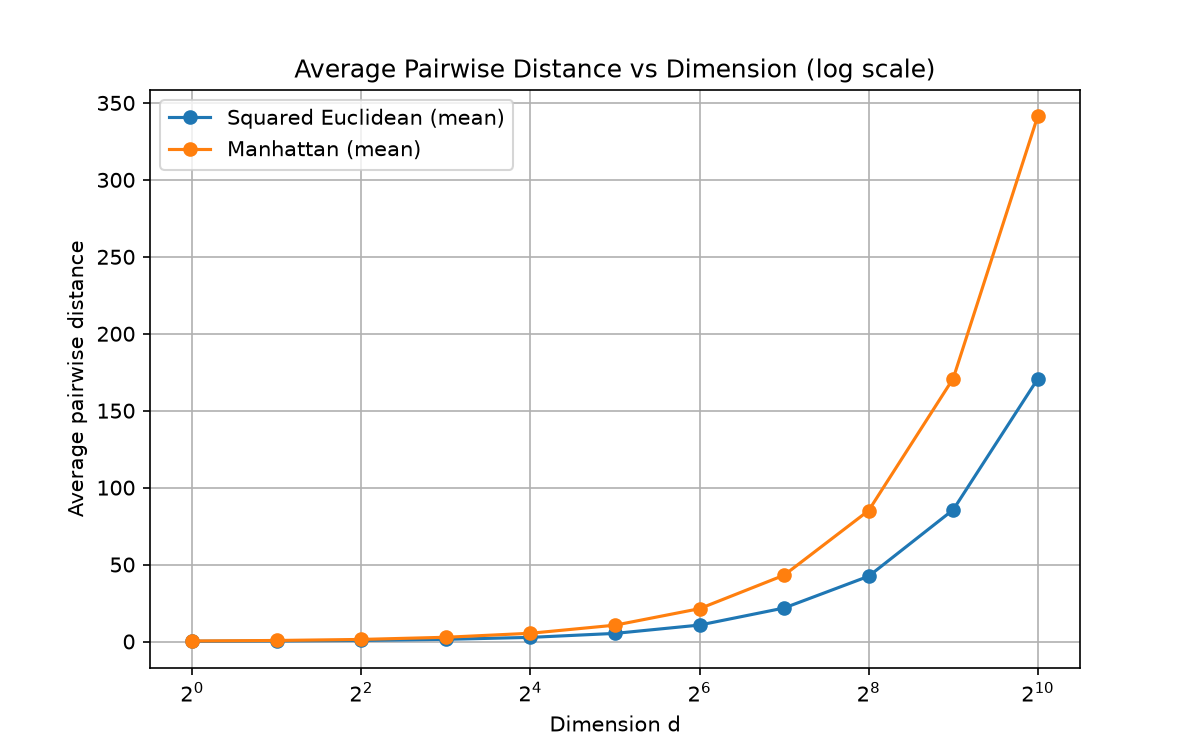 Average Pairwise Distance vs Dimension (log scale)
Squared Euclidean (mean)
Manhattan (mean)
350
300
250
200
150
100
50
0
Average pairwise distance
2⁰ 2² 2⁴ 2⁶ 2⁸ 2¹⁰
Dimension d